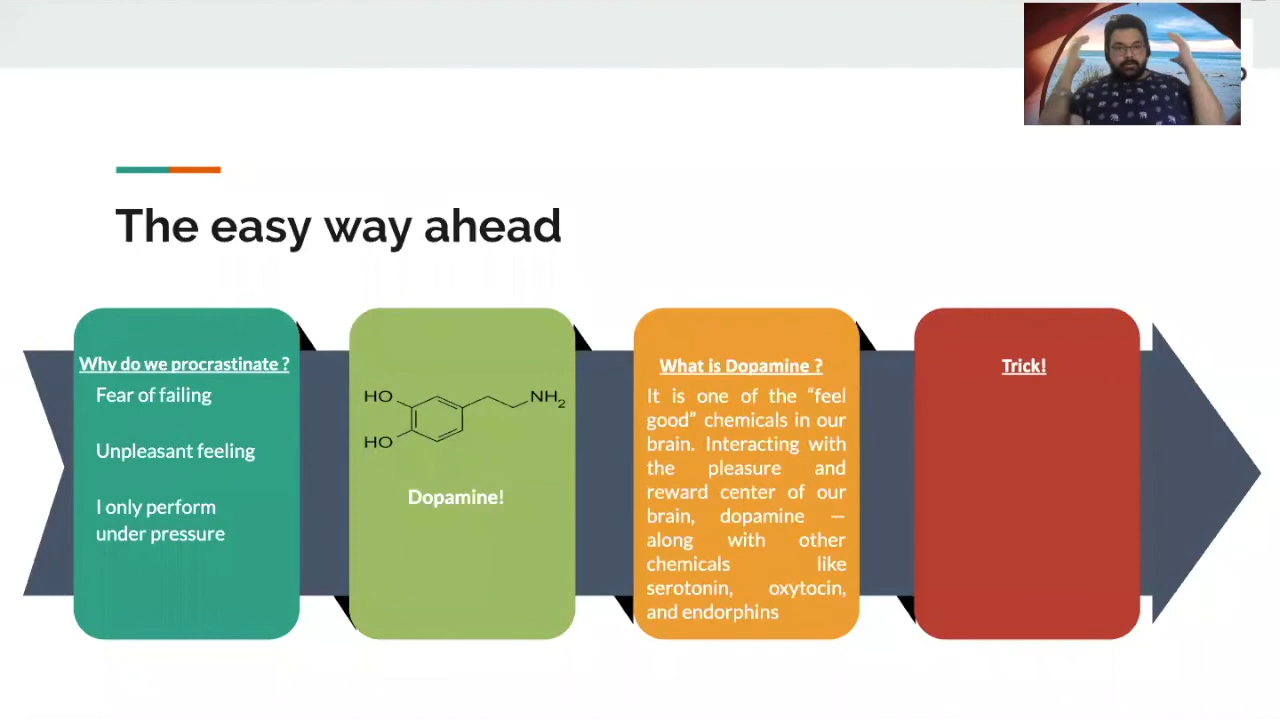 The easy way ahead
Why do we procrastinate ?
Fear of failing
Unpleasant feeling
I only perform
under pressure
HO
NH2
HO
Dopamine!
What is Dopamine ?
It is one of the “feel
good” chemicals in our
brain. Interacting with
the pleasure and
reward center of our
brain, dopamine —
along with other
chemicals like
serotonin, oxytocin,
and endorphins
Trick!